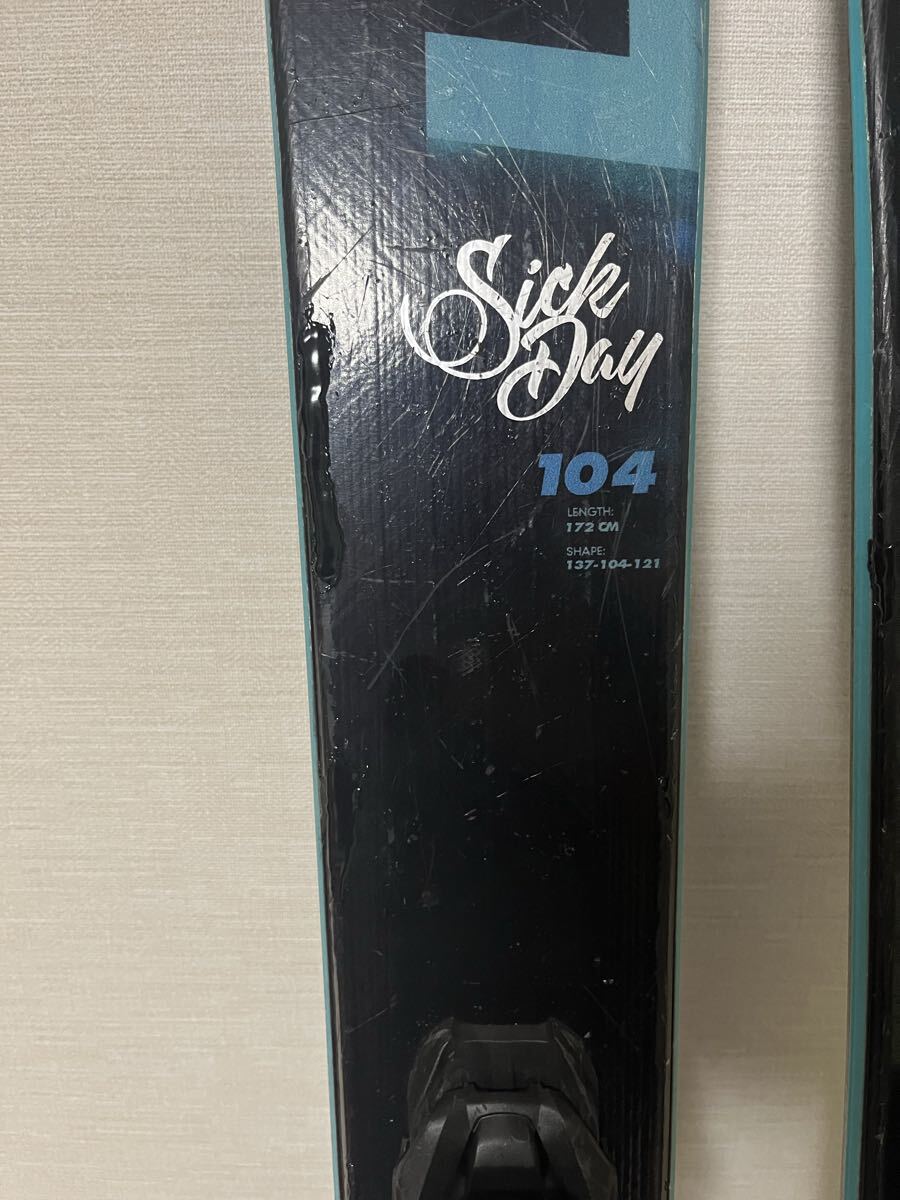 Sick
Day
104
LENGTH:
172 CM
SHAPE:
137-104-121